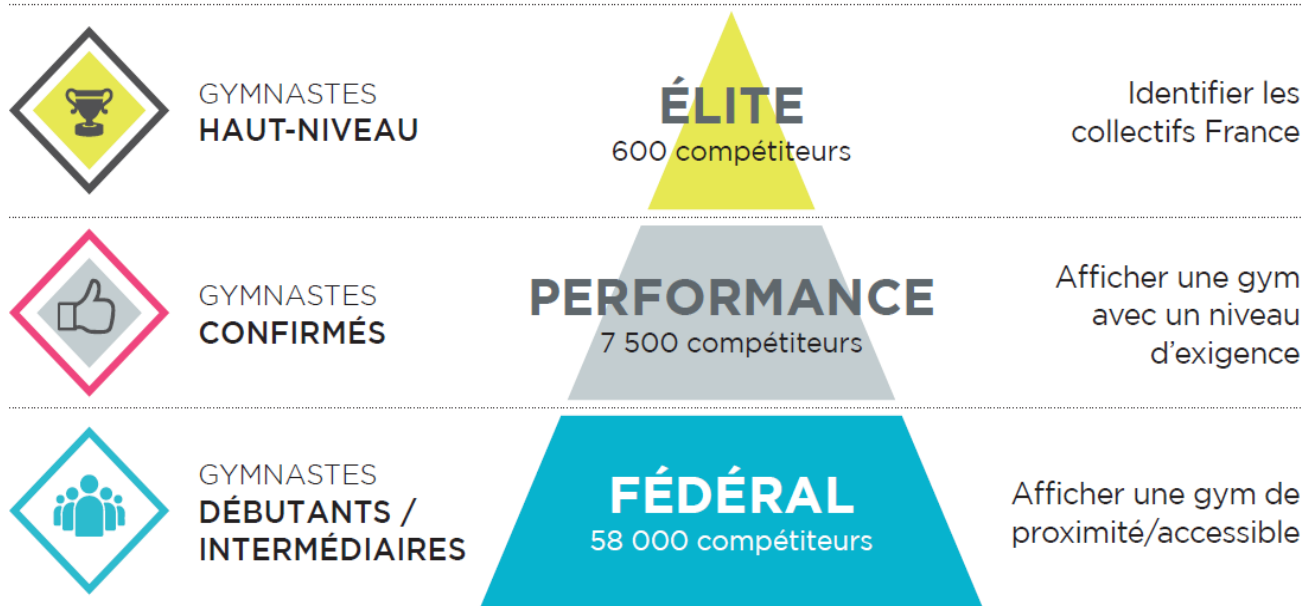 GYMNASTES
HAUT-NIVEAU
ÉLITE
600 compétiteurs
Identifier les
collectifs France
GYMNASTES
CONFIRMÉS
PERFORMANCE
7 500 compétiteurs
Afficher une gym
avec un niveau
d’exigence
GYMNASTES
DÉBUTANTS /
INTERMÉDIAIRES
FÉDÉRAL
58 000 compétiteurs
Afficher une gym de
proximité/accessible